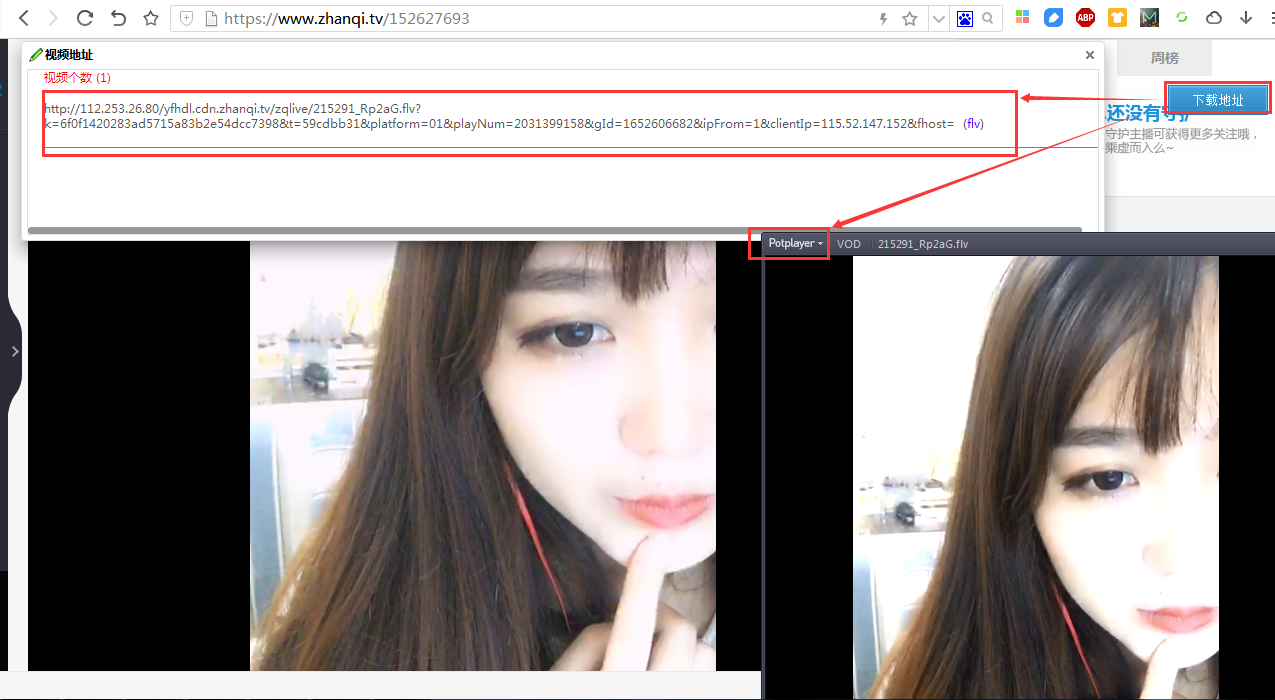 https://www.zhanqi.tv/152627693
ABP
视频地址
视频个数 (1)
http://112.253.26.80/yfhdl.cdn.zhanqi.tv/zqlive/215291_Rp2aG.flv?
k=6f0f1420283ad5715a83b2e54dcc7398&t=59cdbb31&platform=01&playNum=2031399158&gId=1652606682&ipFrom=1&clientIp=115.52.147.152&fhost= (flv)
周榜
下载地址
还没有守护
守护主播可获得更多关注哦，
乘虚而入么~
Potplayer VOD 215291_Rp2aG.flv